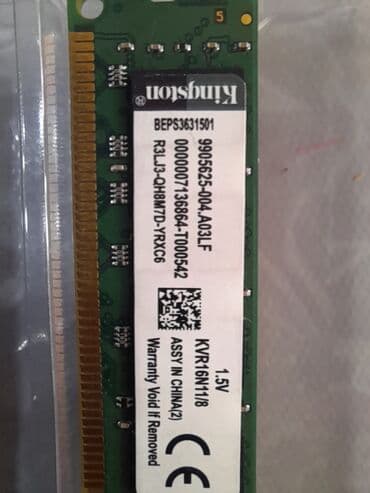 Kingston®
BEPS3631501
9905625-004.A03LF
0000007136864-T000542
R3LJ3-QH8M7D-YRXC6
1.5V
KVR16N11/8
ASSY IN CHINA(2)
Warranty Void If Removed
CE
5